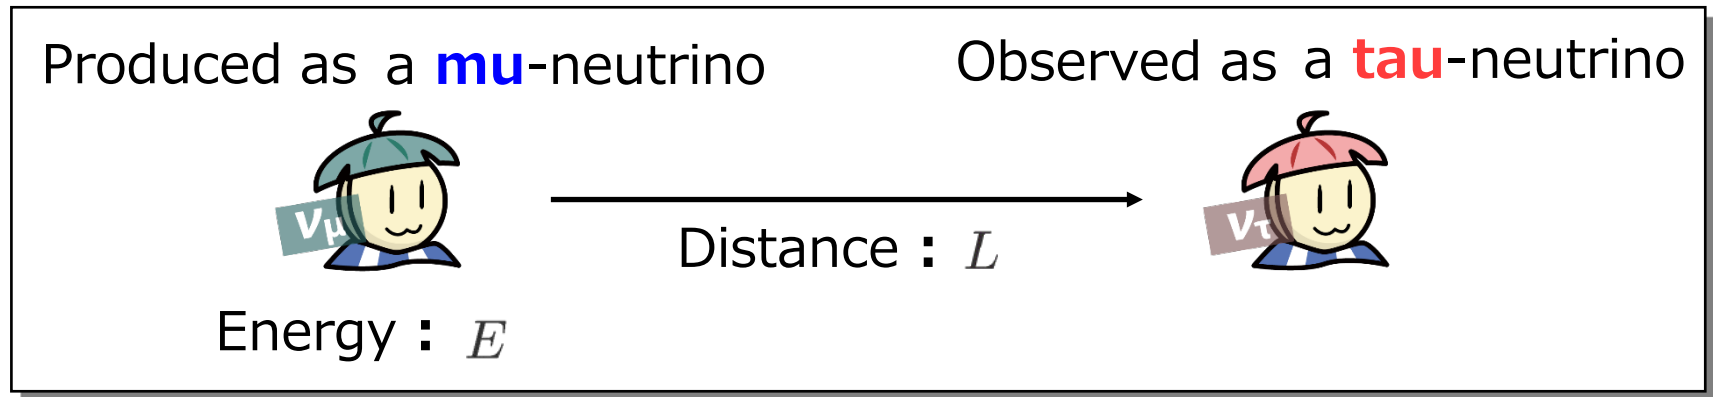 Produced as a mu-neutrino
Observed as a tau-neutrino
νμ
ντ
Distance : L
Energy : E